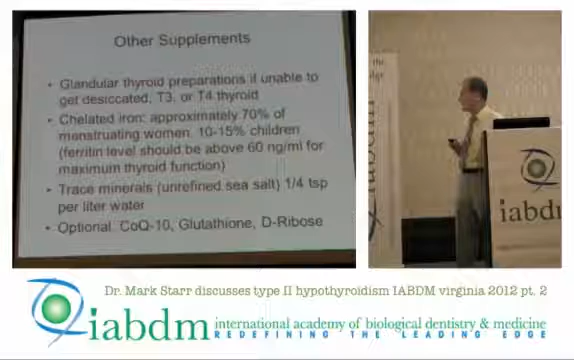 Other Supplements
• Glandular thyroid preparations if unable to
get desiccated, T3, or T4 thyroid
• Chelated iron: approximately 70% of
menstruating women. 10-15% children
(ferritin level should be above 60 ng/ml for
maximum thyroid function)
• Trace minerals (unrefined sea salt) 1/4 tsp
per liter water
• Optional: CoQ-10, Glutathione, D-Ribose
the
iabdm
Dr. Mark Starr discusses type II hypothyroidism IABDM virginia 2012 pt. 2
iabdm international academy of biological dentistry & medicine
REDEFINING THE LEADING EDGE